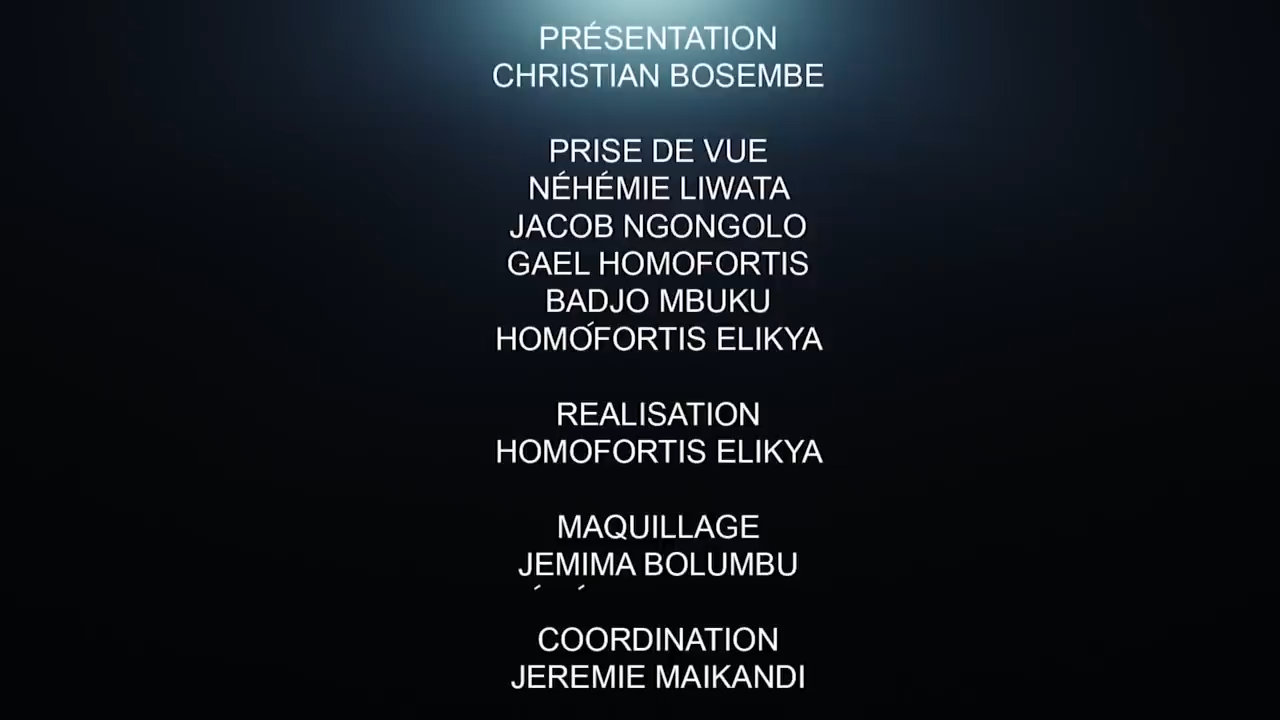 PRÉSENTATION
CHRISTIAN BOSEMBE
PRISE DE VUE
NÉHÉMIE LIWATA
JACOB NGONGOLO
GAEL HOMOFORTIS
BADJO MBUKU
HOMOFORTIS ELIKYA
REALISATION
HOMOFORTIS ELIKYA
MAQUILLAGE
JEMIMA BOLUMBU
COORDINATION
JEREMIE MAIKANDI